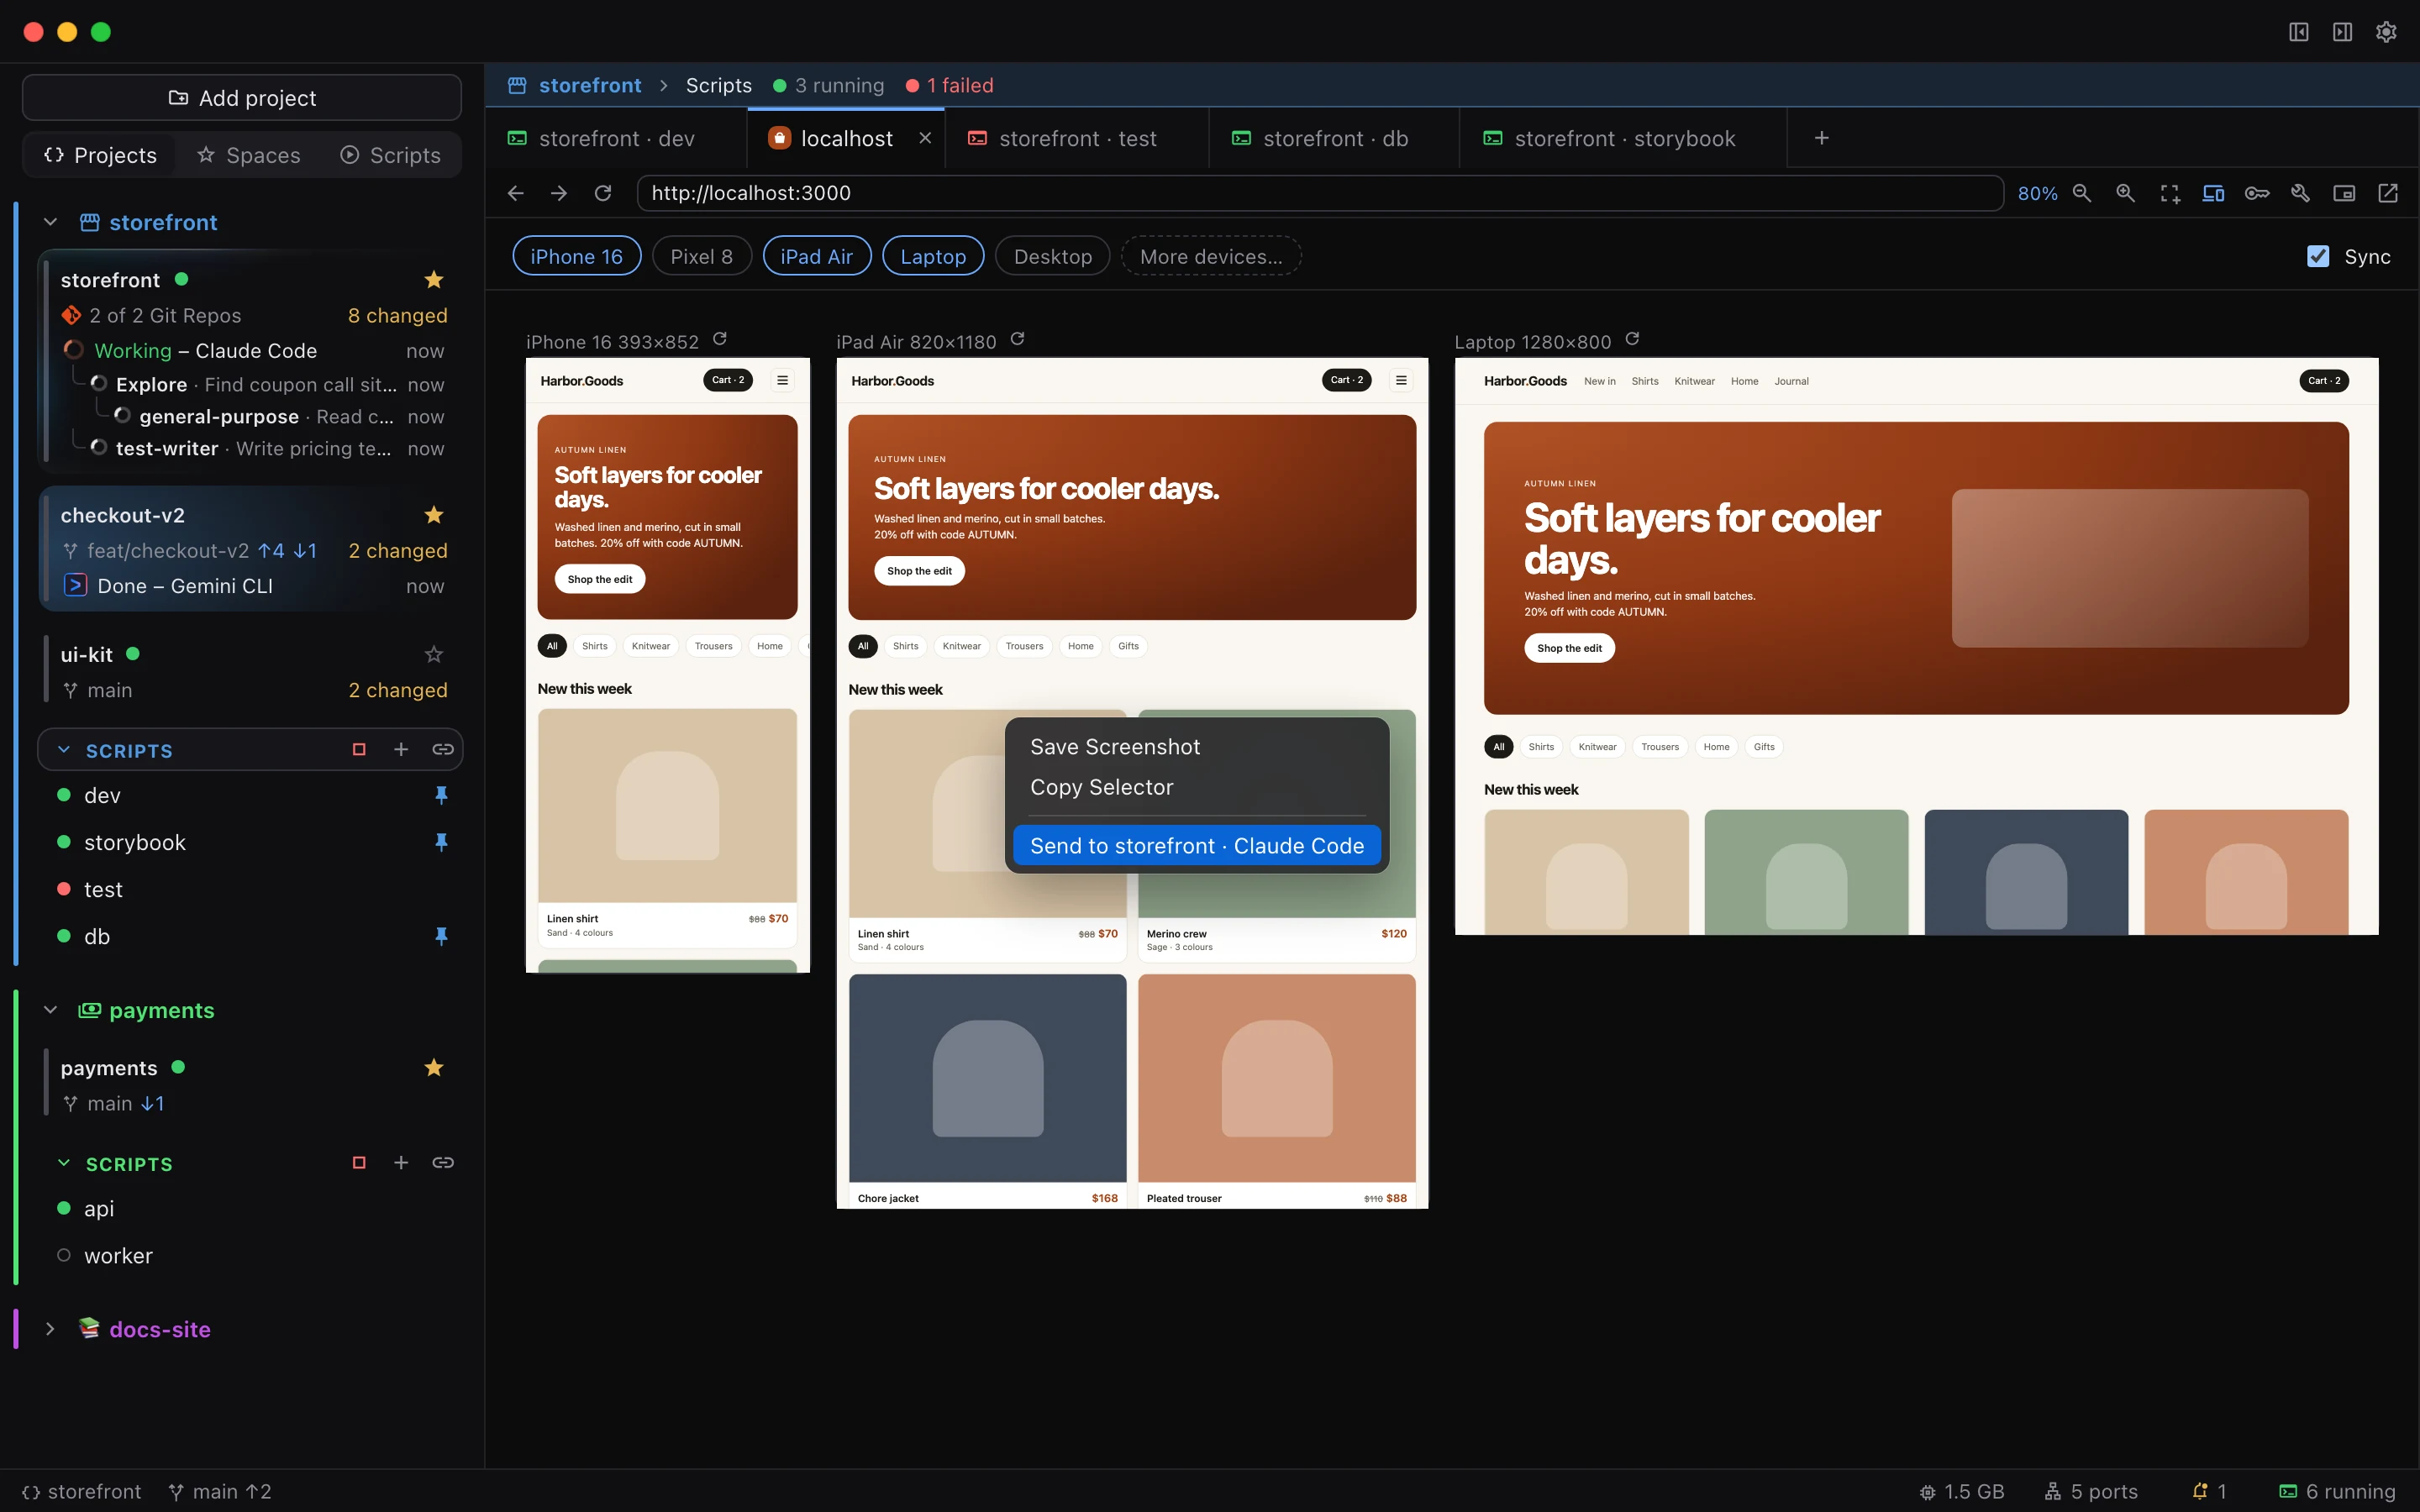 Add project
Projects
Spaces
Scripts
storefront
storefront
2 of 2 Git Repos
8 changed
Working – Claude Code
now
Explore · Find coupon call sit...
now
general-purpose · Read c...
now
test-writer · Write pricing te...
now
checkout-v2
feat/checkout-v2 ↑4 ↓1
2 changed
Done – Gemini CLI
now
ui-kit
main
2 changed
SCRIPTS
dev
storybook
test
db
payments
payments
main ↓1
SCRIPTS
api
worker
docs-site
storefront > Scripts
3 running
1 failed
storefront · dev
localhost
storefront · test
storefront · db
storefront · storybook
http://localhost:3000
80%
iPhone 16
Pixel 8
iPad Air
Laptop
Desktop
More devices...
Sync
iPhone 16 393×852
Harbor.Goods
Cart · 2
AUTUMN LINEN
Soft layers for cooler
days.
Washed linen and merino, cut in small
batches. 20% off with code AUTUMN.
Shop the edit
All
Shirts
Knitwear
Trousers
Home
New this week
Linen shirt
$88 $70
Sand · 4 colours
iPad Air 820×1180
Harbor.Goods
Cart · 2
AUTUMN LINEN
Soft layers for cooler days.
Washed linen and merino, cut in small batches.
20% off with code AUTUMN.
Shop the edit
All
Shirts
Knitwear
Trousers
Home
Gifts
New this week
Save Screenshot
Copy Selector
Send to storefront · Claude Code
Linen shirt
$88 $70
Sand · 4 colours
Merino crew
$120
Sage · 3 colours
Chore jacket
$168
Pleated trouser
$110 $88
Laptop 1280×800
Harbor.Goods
New in
Shirts
Knitwear
Home
Journal
Cart · 2
AUTUMN LINEN
Soft layers for cooler
days.
Washed linen and merino, cut in small batches.
20% off with code AUTUMN.
Shop the edit
All
Shirts
Knitwear
Trousers
Home
Gifts
New this week
storefront
main ↑2
1.5 GB
5 ports
1
6 running